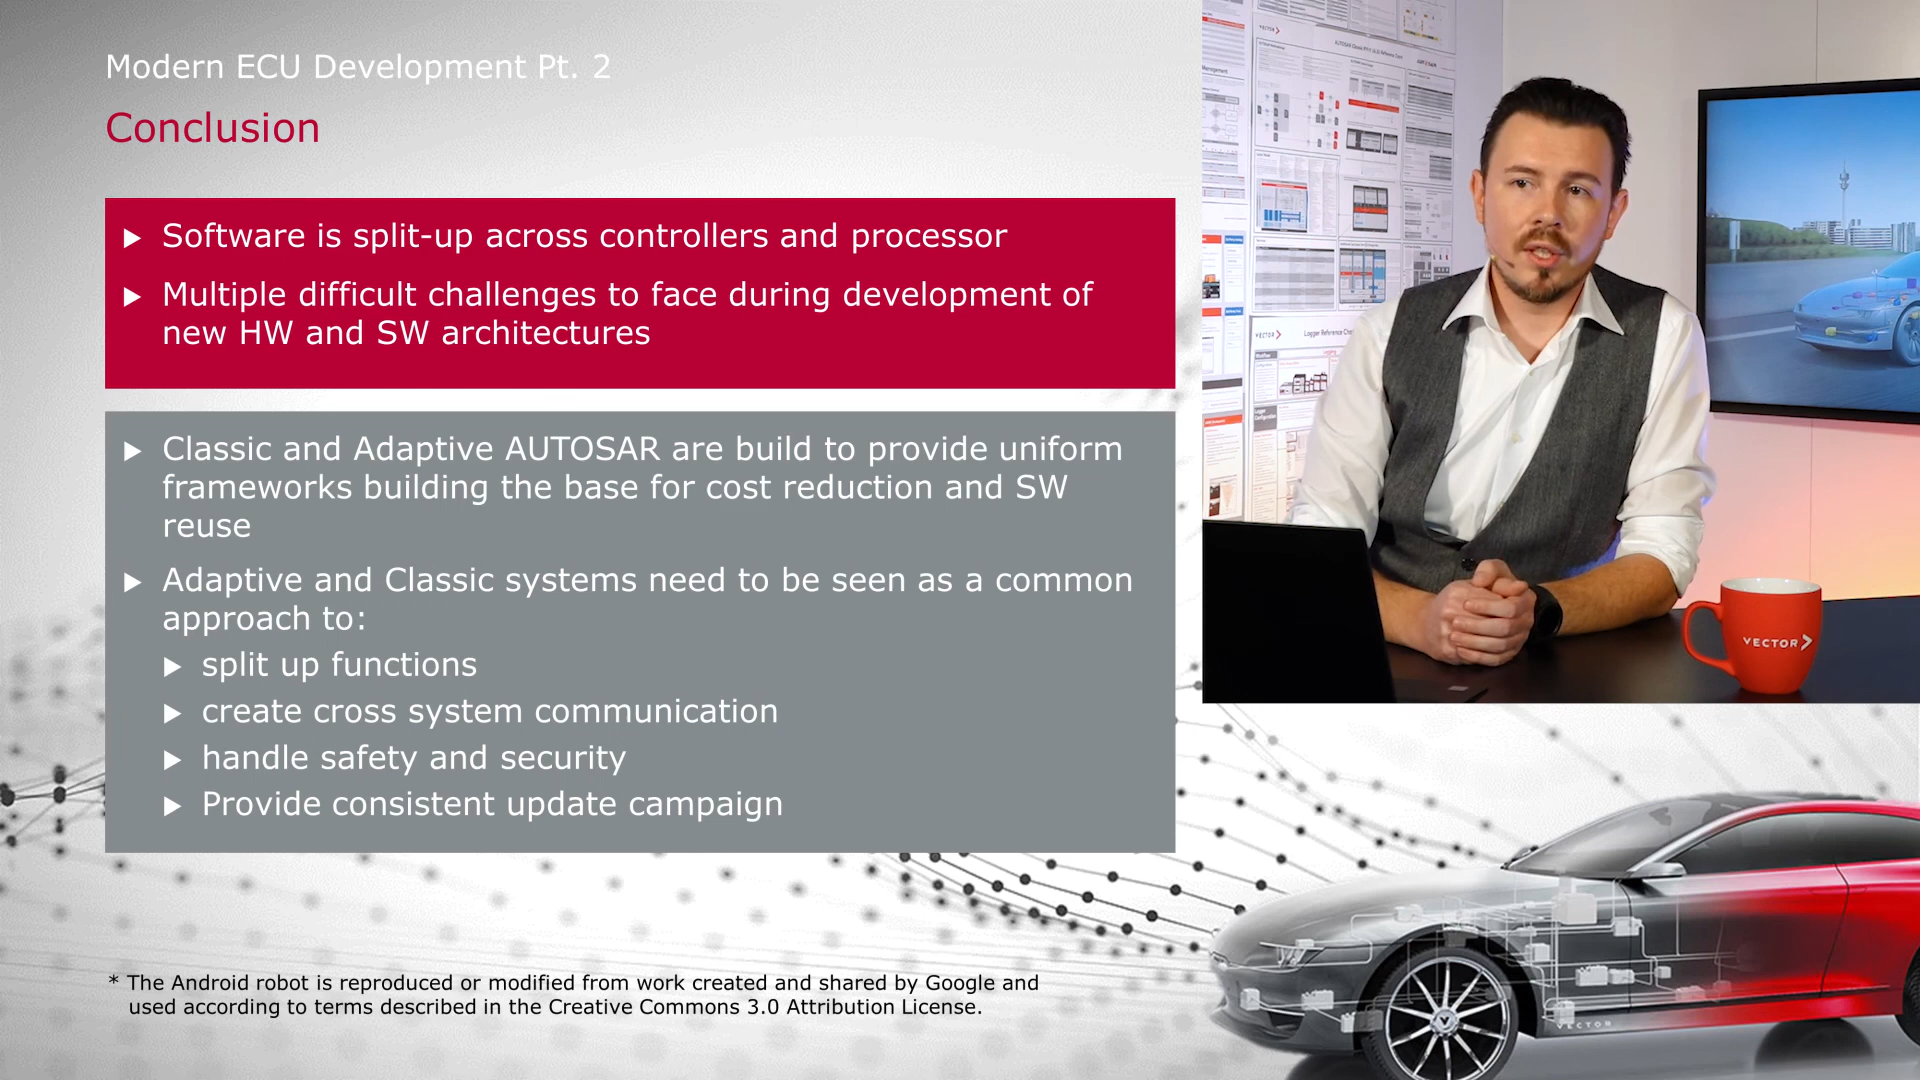 Modern ECU Development Pt. 2
Conclusion
Software is split-up across controllers and processor
Multiple difficult challenges to face during development of
new HW and SW architectures
Classic and Adaptive AUTOSAR are build to provide uniform
frameworks building the base for cost reduction and SW
reuse
Adaptive and Classic systems need to be seen as a common
approach to:
split up functions
create cross system communication
handle safety and security
Provide consistent update campaign
* The Android robot is reproduced or modified from work created and shared by Google and
used according to terms described in the Creative Commons 3.0 Attribution License.
VECTOR
VECTOR
Logger Reference
VECTOR
VECTOR